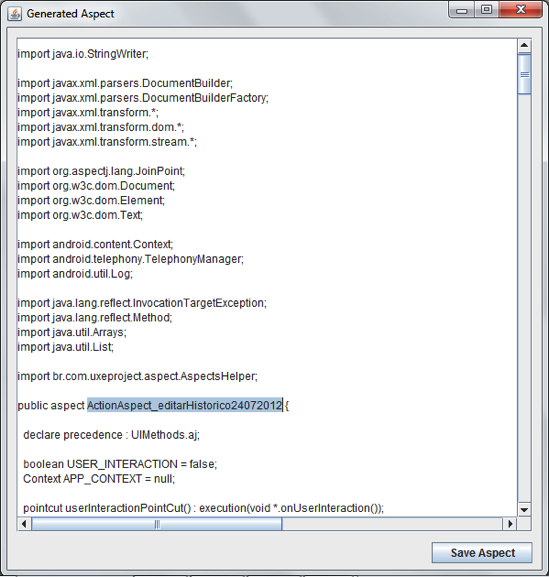 Generated Aspect
import java.io.StringWriter;
import javax.xml.parsers.DocumentBuilder;
import javax.xml.parsers.DocumentBuilderFactory;
import javax.xml.transform.*;
import javax.xml.transform.dom.*;
import javax.xml.transform.stream.*;
import org.aspectj.lang.JoinPoint;
import org.w3c.dom.Document;
import org.w3c.dom.Element;
import org.w3c.dom.Text;
import android.content.Context;
import android.telephony.TelephonyManager;
import android.util.Log;
import java.lang.reflect.InvocationTargetException;
import java.lang.reflect.Method;
import java.util.Arrays;
import java.util.List;
import br.com.uxeproject.aspect.AspectsHelper;
public aspect ActionAspect_editarHistorico24072012 {
declare precedence : UIMethods.aj;
boolean USER_INTERACTION = false;
Context APP_CONTEXT = null;
pointcut userInteractionPointCut() : execution(void *.onUserInteraction());
Save Aspect